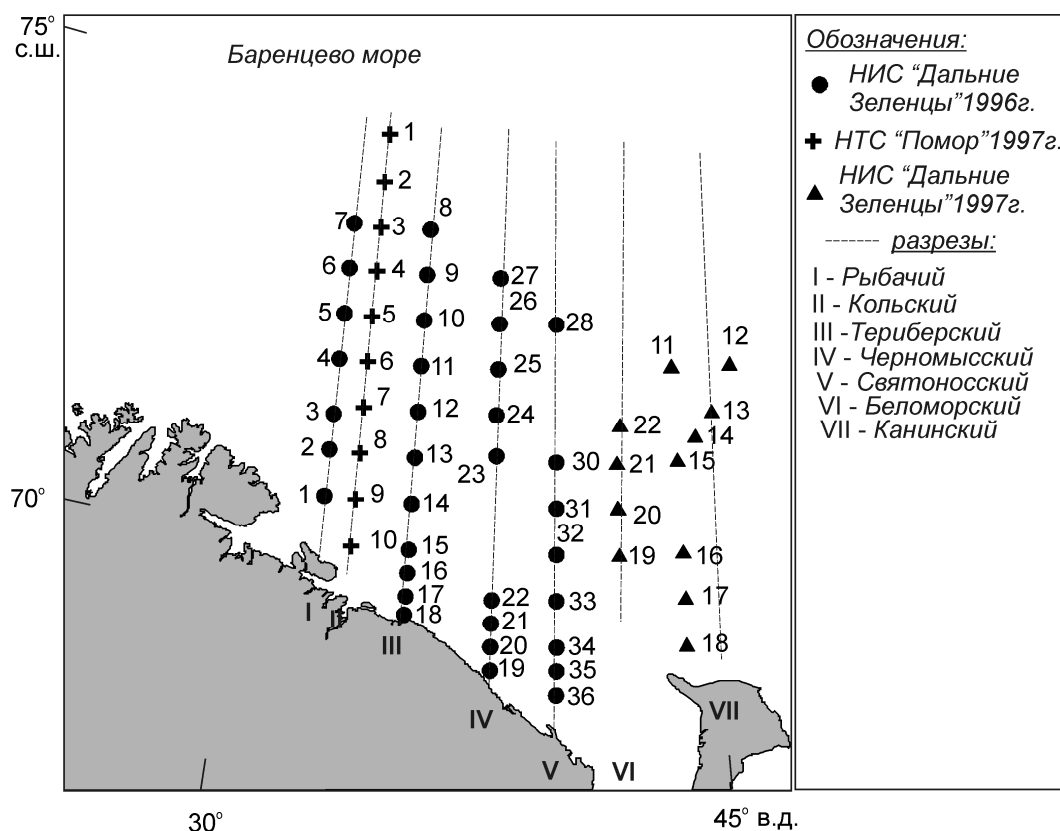 75°
с.ш.
Баренцево море
Обозначения:
НИС “Дальние
Зеленцы”1996г.
НТС “Помор”1997г.
НИС “Дальние
Зеленцы”1997г.
разрезы:
I - Рыбачий
II - Кольский
III -Териберский
IV - Черномысский
V - Святоносский
VI - Беломорский
VII - Канинский
1
2
7 3 8
6 4 9 27
5 5 10 26 28
4 6 11 25 11 12
3 7 12 24 22 13
2 8 13 23 30 21 15 14
70° 1 9 14 31 20
10 15 32 19 16
16
17 22 33 17
I II 18 21
III 20 34 18
19 35
IV 36 VII
V VI
30° 45° в.д.